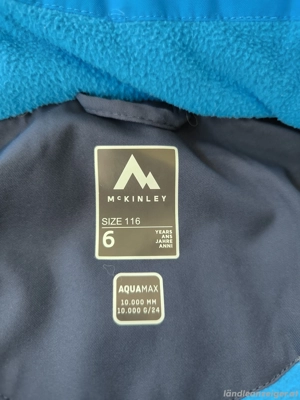 McKINLEY
SIZE 116
6
YEARS
ANS
JAHRE
ANNI
AQUAMAX
10.000 MM
10.000 G/24